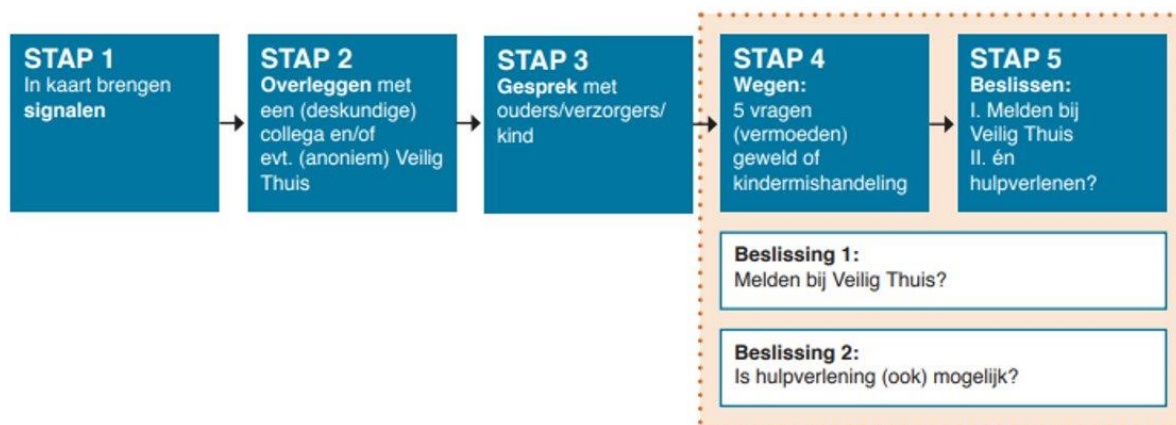 STAP 1
In kaart brengen
signalen
STAP 2
Overleggen met
een (deskundige)
collega en/of
evt. (anoniem) Veilig
Thuis
STAP 3
Gesprek met
ouders/verzorgers/
kind
STAP 4
Wegen:
5 vragen
(vermoeden)
geweld of
kindermishandeling
STAP 5
Beslissen:
I. Melden bij
Veilig Thuis
II. én
hulpverlenen?
Beslissing 1:
Melden bij Veilig Thuis?
Beslissing 2:
Is hulpverlening (ook) mogelijk?